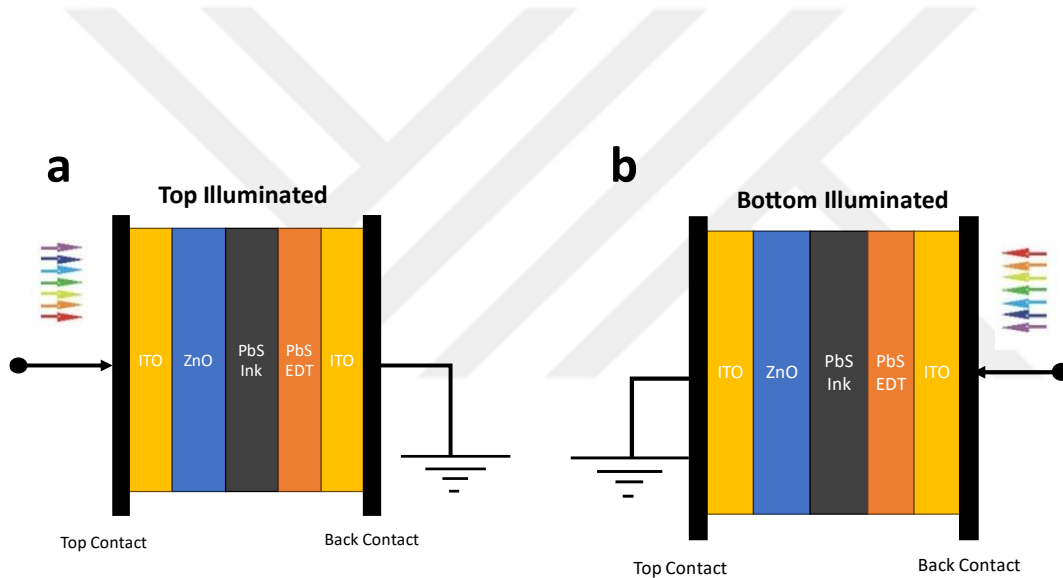 a
Top Illuminated
ITO
ZnO
PbS
Ink
PbS
EDT
ITO
Top Contact
Back Contact
b
Bottom Illuminated
ITO
ZnO
PbS
Ink
PbS
EDT
ITO
Top Contact
Back Contact